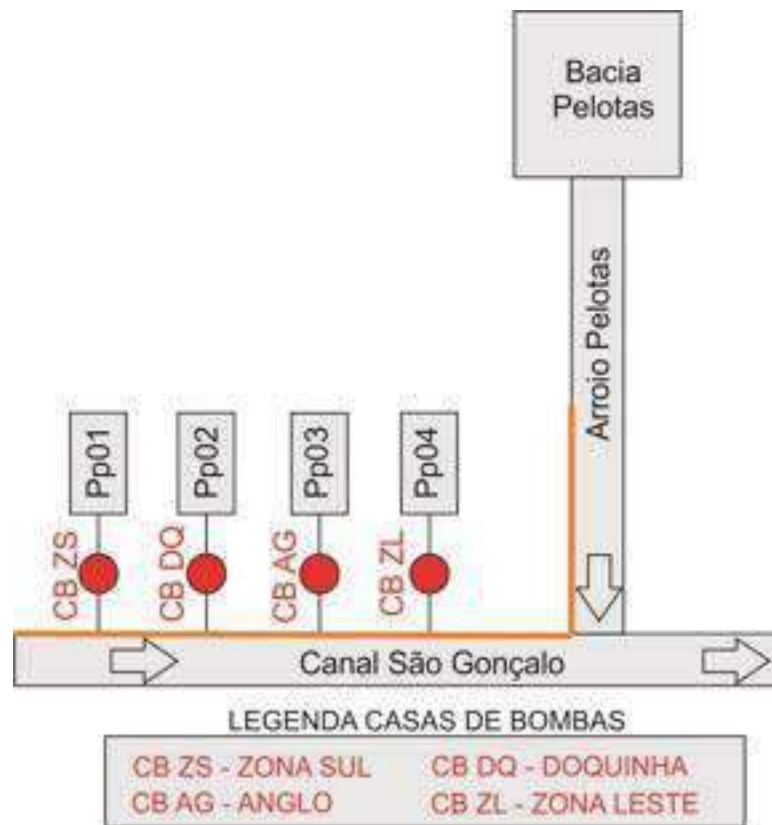 Bacia
Pelotas
Arroio Pelotas
Pp01
Pp02
Pp03
Pp04
CB ZS
CB DQ
CB AG
CB ZL
Canal São Gonçalo
LEGENDA CASAS DE BOMBAS
CB ZS - ZONA SUL
CB DQ - DOQUINHA
CB AG - ANGLO
CB ZL - ZONA LESTE